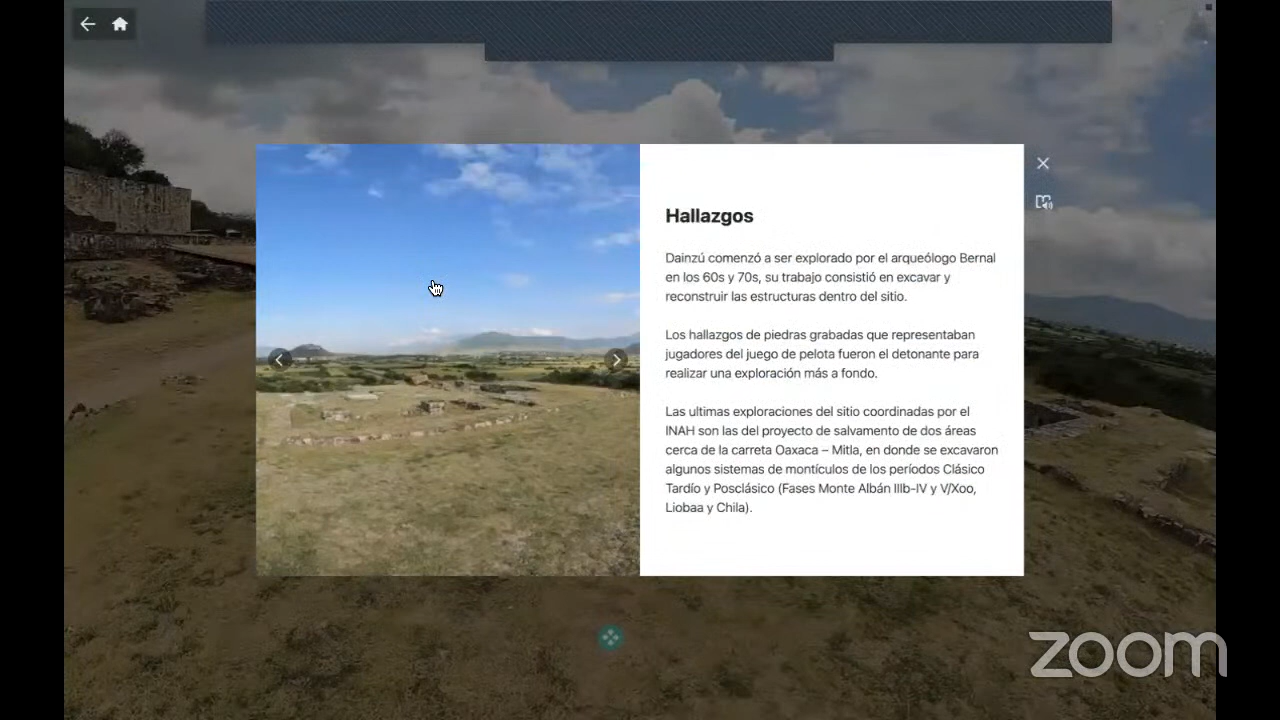 Hallazgos
Dainzú comenzó a ser explorado por el arqueólogo Bernal
en los 60s y 70s, su trabajo consistió en excavar y
reconstruir las estructuras dentro del sitio.
Los hallazgos de piedras grabadas que representaban
jugadores del juego de pelota fueron el detonante para
realizar una exploración más a fondo.
Las ultimas exploraciones del sitio coordinadas por el
INAH son las del proyecto de salvamento de dos áreas
cerca de la carreta Oaxaca – Mitla, en donde se excavaron
algunos sistemas de montículos de los períodos Clásico
Tardío y Posclásico (Fases Monte Albán IIIb-IV y V/Xoo,
Liobaa y Chila).
zoom